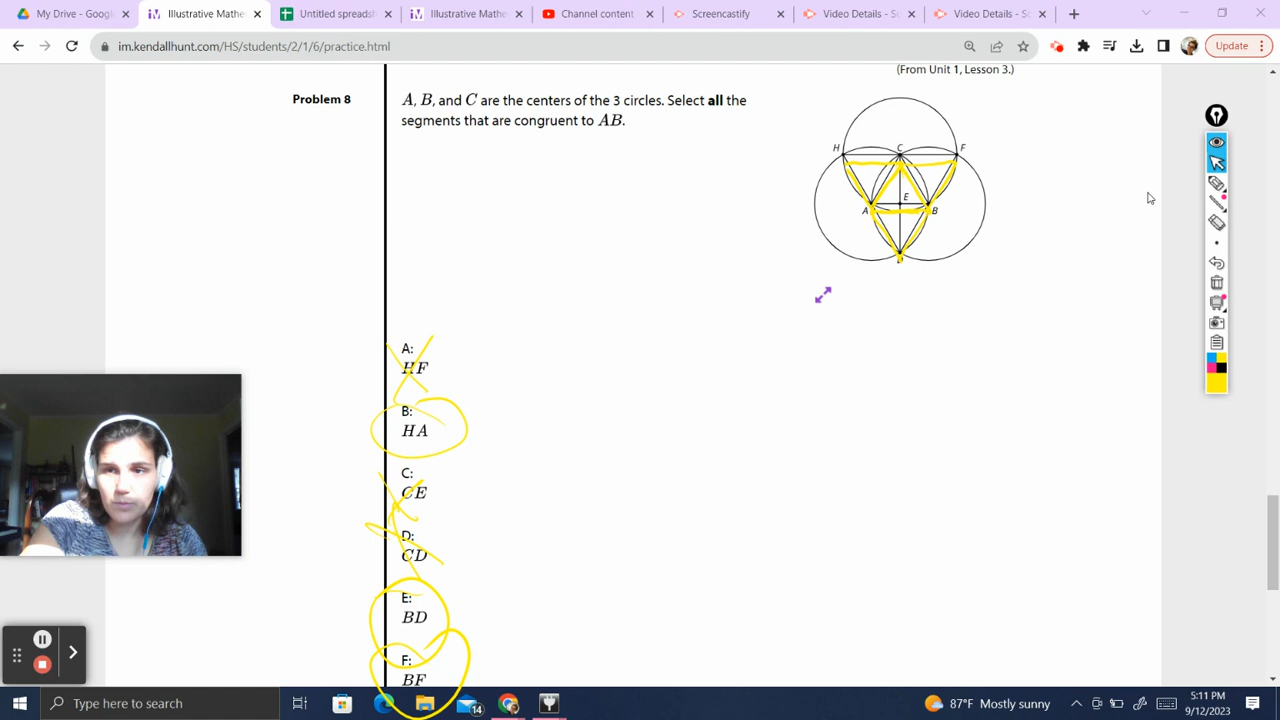 My Drive - Googl
Illustrative Mathe
Untitled spreadsh
Illustrative Mathe
Channel content
Screencastify
Video Details - Sc
Video Details - Sc
im.kendallhunt.com/HS/students/2/1/6/practice.html
Update
(From Unit 1, Lesson 3.)
Problem 8
A, B, and C are the centers of the 3 circles. Select all the
segments that are congruent to AB.
H C F
E
A B
A:
HF
B:
HA
C:
CE
D:
CD
E:
BD
F:
BF
Type here to search
14
87°F Mostly sunny
5:11 PM
9/12/2023